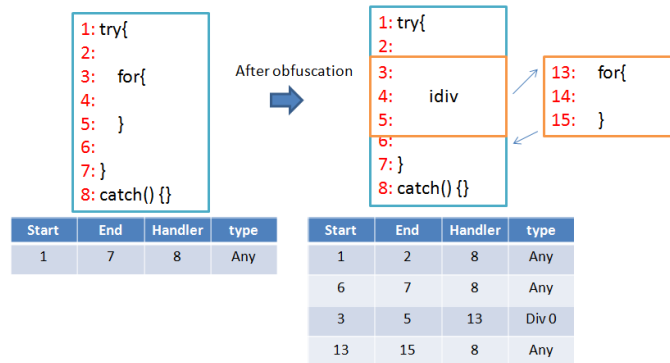 1: try{
2:
3: for{
4:
5: }
6:
7: }
8: catch() {}
After obfuscation
1: try{
2:
3:
4: idiv
5:
6:
7: }
8: catch() {}
13: for{
14:
15: }
Start End Handler type
1 7 8 Any
Start End Handler type
1 2 8 Any
6 7 8 Any
3 5 13 Div 0
13 15 8 Any